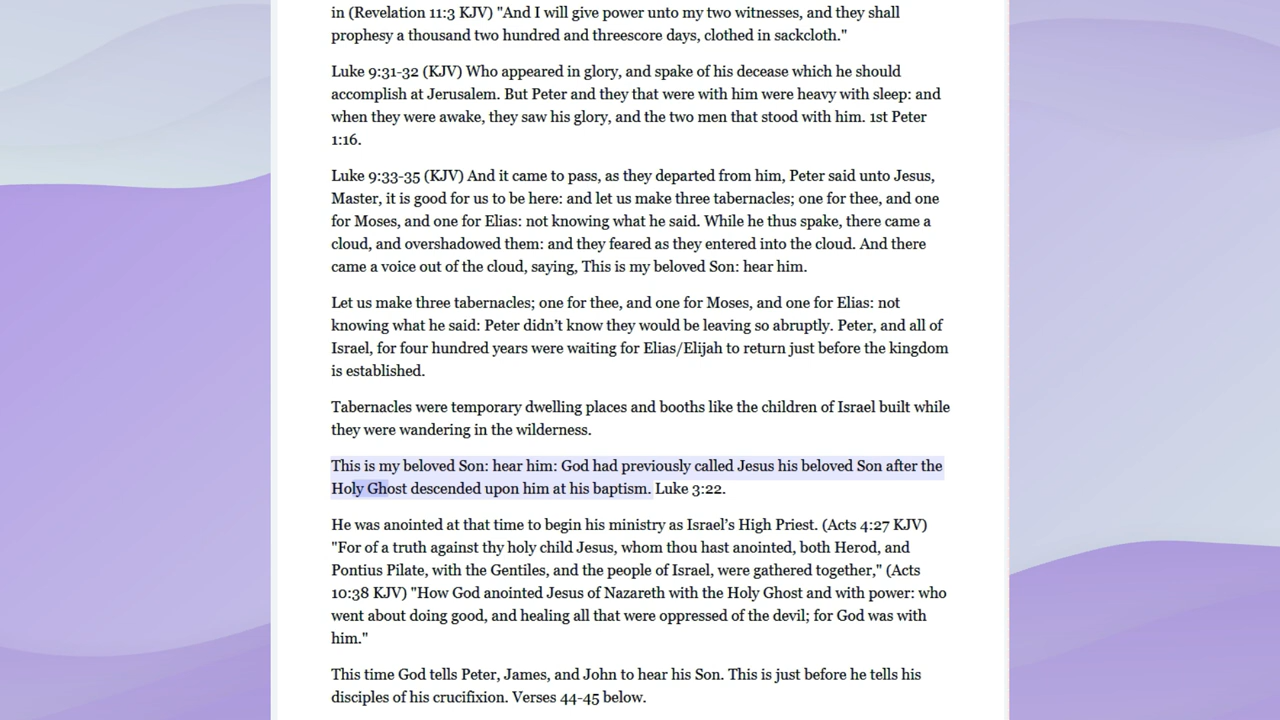 in (Revelation 11:3 KJV) "And I will give power unto my two witnesses, and they shall
prophesy a thousand two hundred and threescore days, clothed in sackcloth."
Luke 9:31-32 (KJV) Who appeared in glory, and spake of his decease which he should
accomplish at Jerusalem. But Peter and they that were with him were heavy with sleep: and
when they were awake, they saw his glory, and the two men that stood with him. 1st Peter
1:16.
Luke 9:33-35 (KJV) And it came to pass, as they departed from him, Peter said unto Jesus,
Master, it is good for us to be here: and let us make three tabernacles; one for thee, and one
for Moses, and one for Elias: not knowing what he said. While he thus spake, there came a
cloud, and overshadowed them: and they feared as they entered into the cloud. And there
came a voice out of the cloud, saying, This is my beloved Son: hear him.
Let us make three tabernacles; one for thee, and one for Moses, and one for Elias: not
knowing what he said: Peter didn’t know they would be leaving so abruptly. Peter, and all of
Israel, for four hundred years were waiting for Elias/Elijah to return just before the kingdom
is established.
Tabernacles were temporary dwelling places and booths like the children of Israel built while
they were wandering in the wilderness.
This is my beloved Son: hear him: God had previously called Jesus his beloved Son after the
Holy Ghost descended upon him at his baptism. Luke 3:22.
He was anointed at that time to begin his ministry as Israel’s High Priest. (Acts 4:27 KJV)
"For of a truth against thy holy child Jesus, whom thou hast anointed, both Herod, and
Pontius Pilate, with the Gentiles, and the people of Israel, were gathered together," (Acts
10:38 KJV) "How God anointed Jesus of Nazareth with the Holy Ghost and with power: who
went about doing good, and healing all that were oppressed of the devil; for God was with
him."
This time God tells Peter, James, and John to hear his Son. This is just before he tells his
disciples of his crucifixion. Verses 44-45 below.